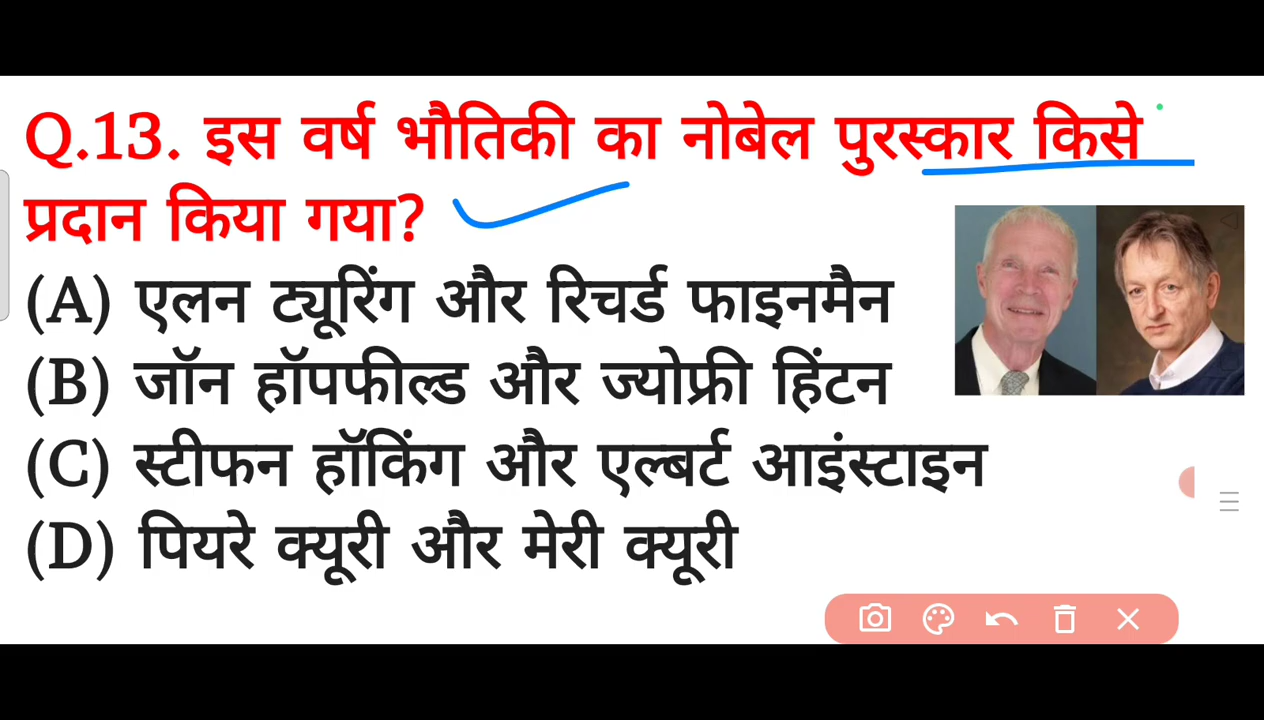 Q.13. इस वर्ष भौतिकी का नोबेल पुरस्कार किसे
प्रदान किया गया?
(A) एलन ट्यूरिंग और रिचर्ड फाइनमैन
(B) जॉन हॉपफील्ड और ज्योफ्री हिंटन
(C) स्टीफन हॉकिंग और एल्बर्ट आइंस्टाइन
(D) पियरे क्यूरी और मेरी क्यूरी